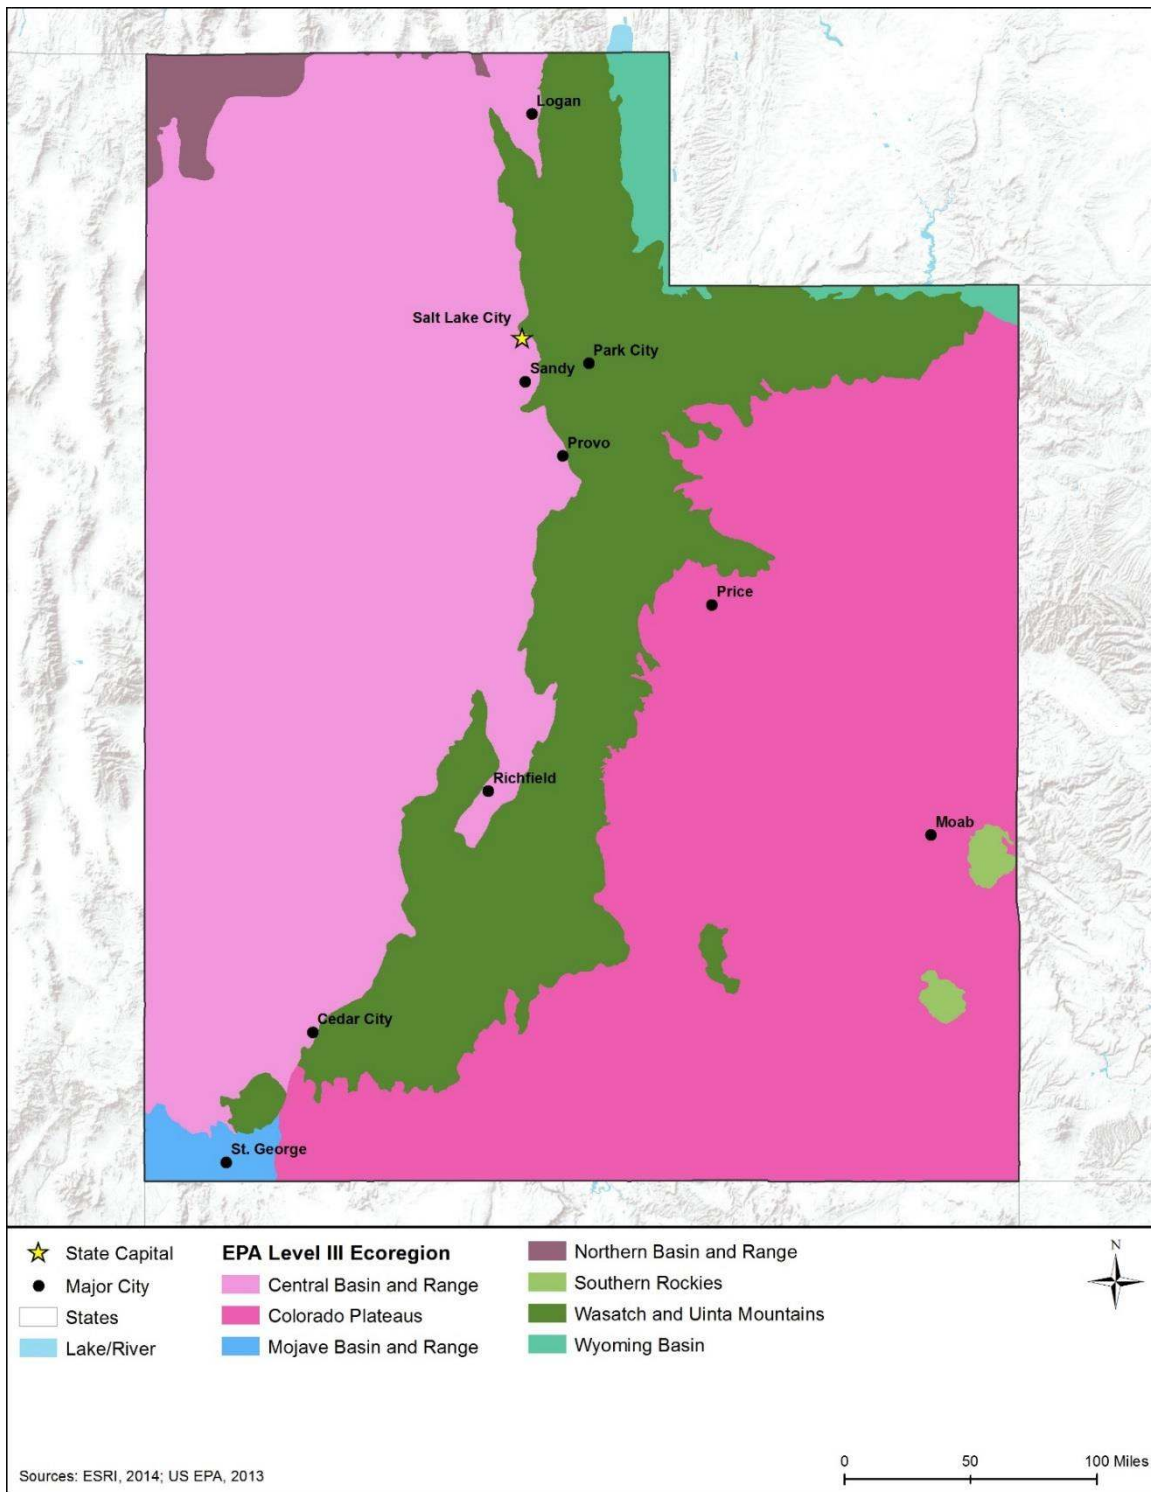 Logan
Salt Lake City
Park City
Sandy
Provo
Price
Richfield
Moab
Cedar City
St. George
State Capital
Major City
States
Lake/River
EPA Level III Ecoregion
Central Basin and Range
Colorado Plateaus
Mojave Basin and Range
Northern Basin and Range
Southern Rockies
Wasatch and Uinta Mountains
Wyoming Basin
N
Sources: ESRI, 2014; US EPA, 2013
0 50 100 Miles